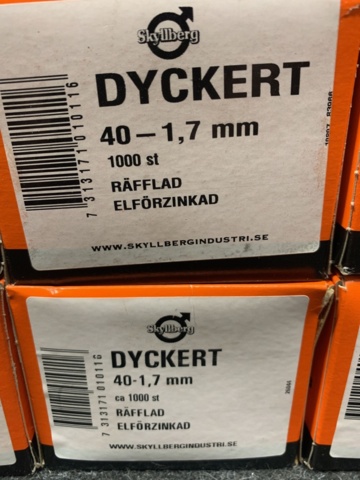 Skyllberg
DYCKERT
40-1,7 mm
1000 st
RÄFFLAD
ELFÖRZINKAD
WWW.SKYLLBERGINDUSTRI.SE
7 313171 010116
Skyllberg
DYCKERT
40-1,7 mm
ca 1000 st
RÄFFLAD
ELFÖRZINKAD
WWW.SKYLLBERGINDUSTRI.SE
7 313171 010116